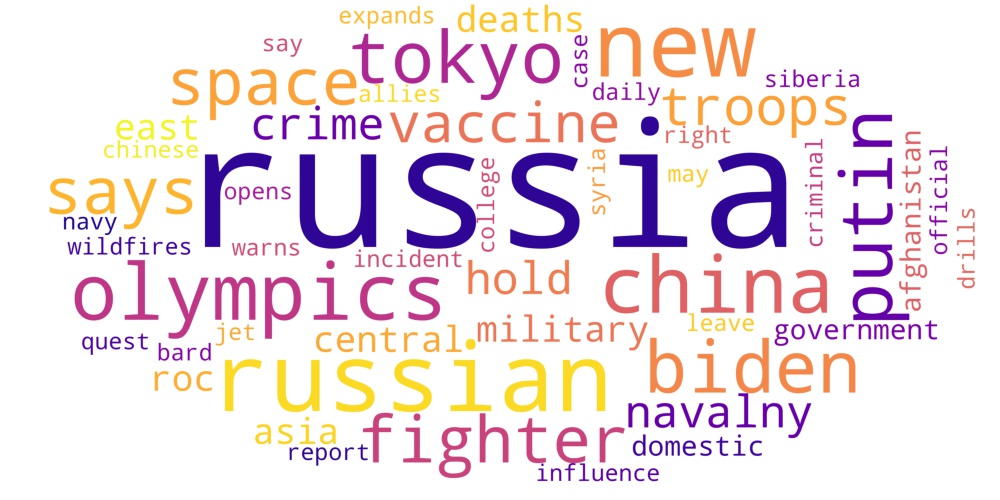 expands
deaths
say
tokyo
case
new
space
allies
daily
siberia
troops
east
crime
vaccine
right
chinese
russia
putin
says
opens
college
syria
may
criminal
afghanistan
official
navy
wildfires
warns
incident
drills
olympics
hold
china
quest
bard
jet
central
military
leave
government
roc
russian
biden
asia
fighter
navalny
report
domestic
influence